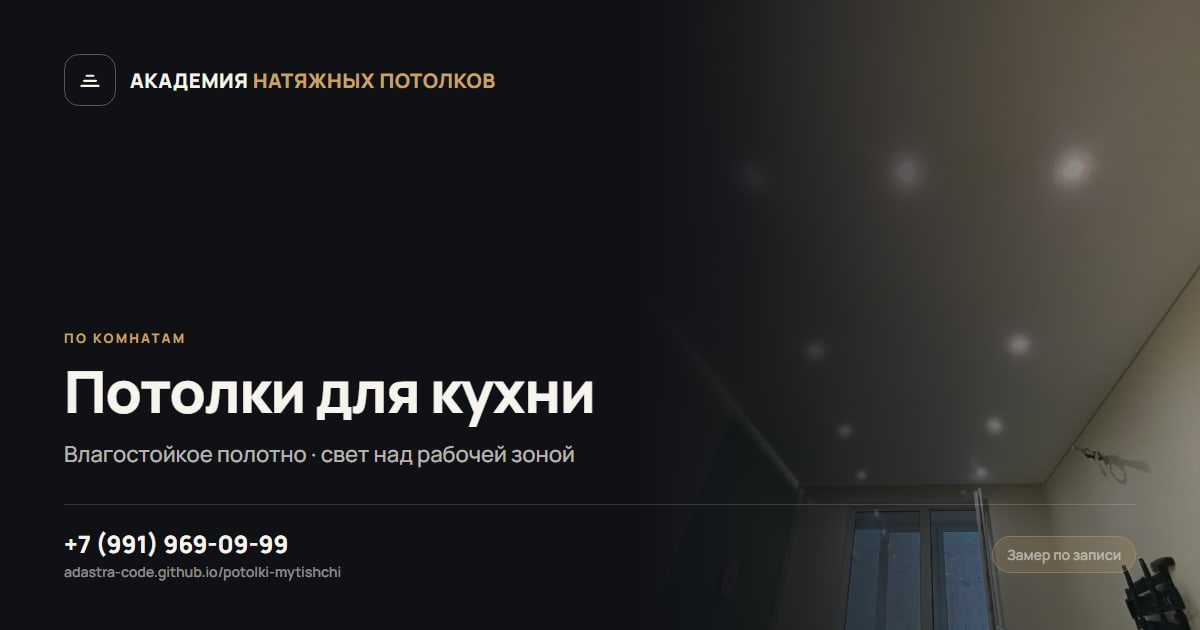 АКАДЕМИЯ НАТЯЖНЫХ ПОТОЛКОВ
ПО КОМНАТАМ
Потолки для кухни
Влагостойкое полотно · свет над рабочей зоной
+7 (991) 969-09-99
adastra-code.github.io/potolki-mytishchi
Замер по записи